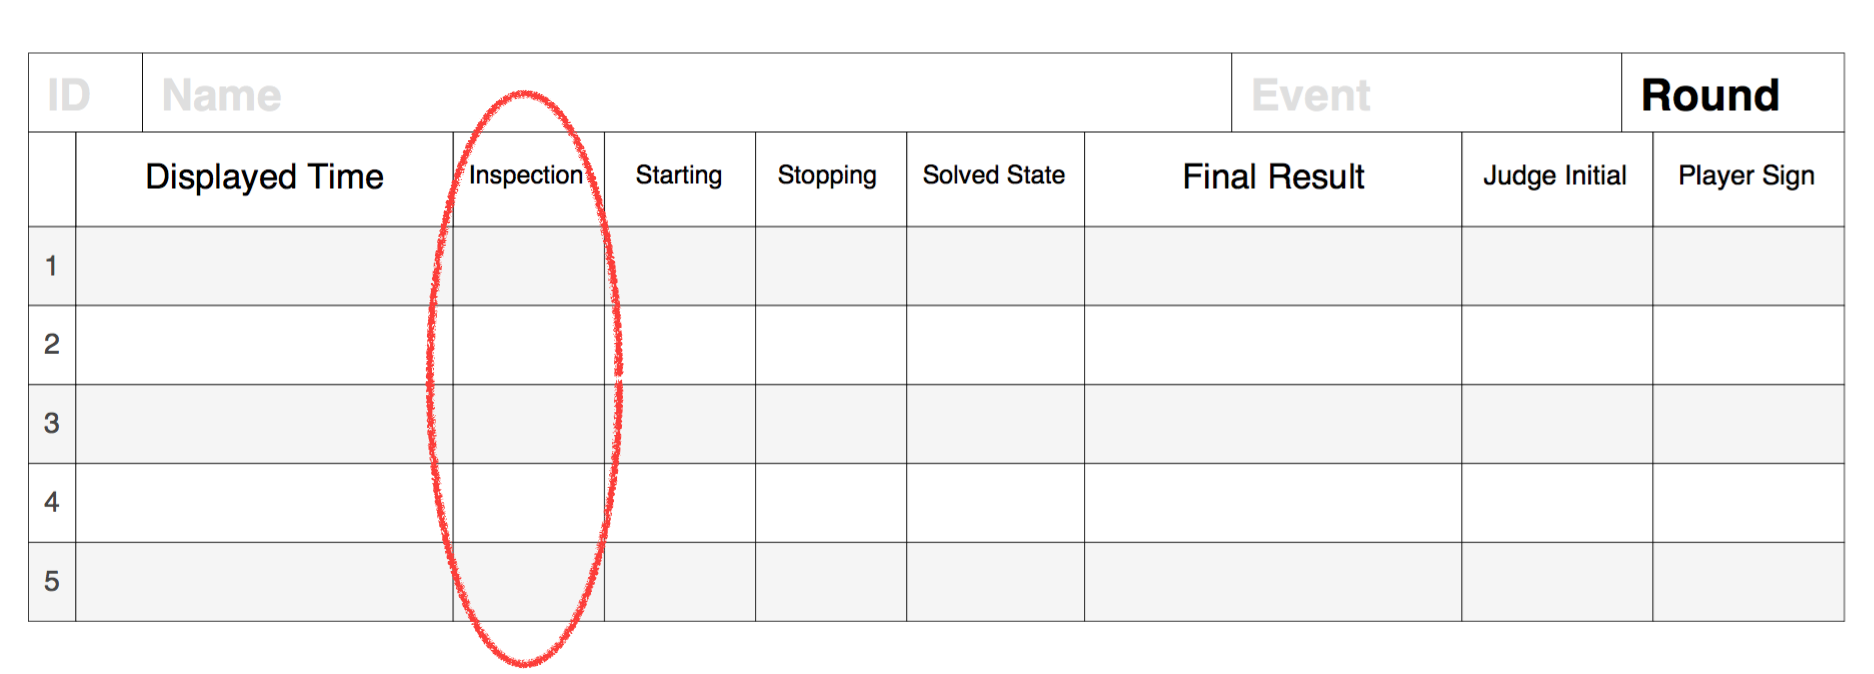 ID Name Event Round
Displayed Time Inspection Starting Stopping Solved State Final Result Judge Initial Player Sign
1
2
3
4
5